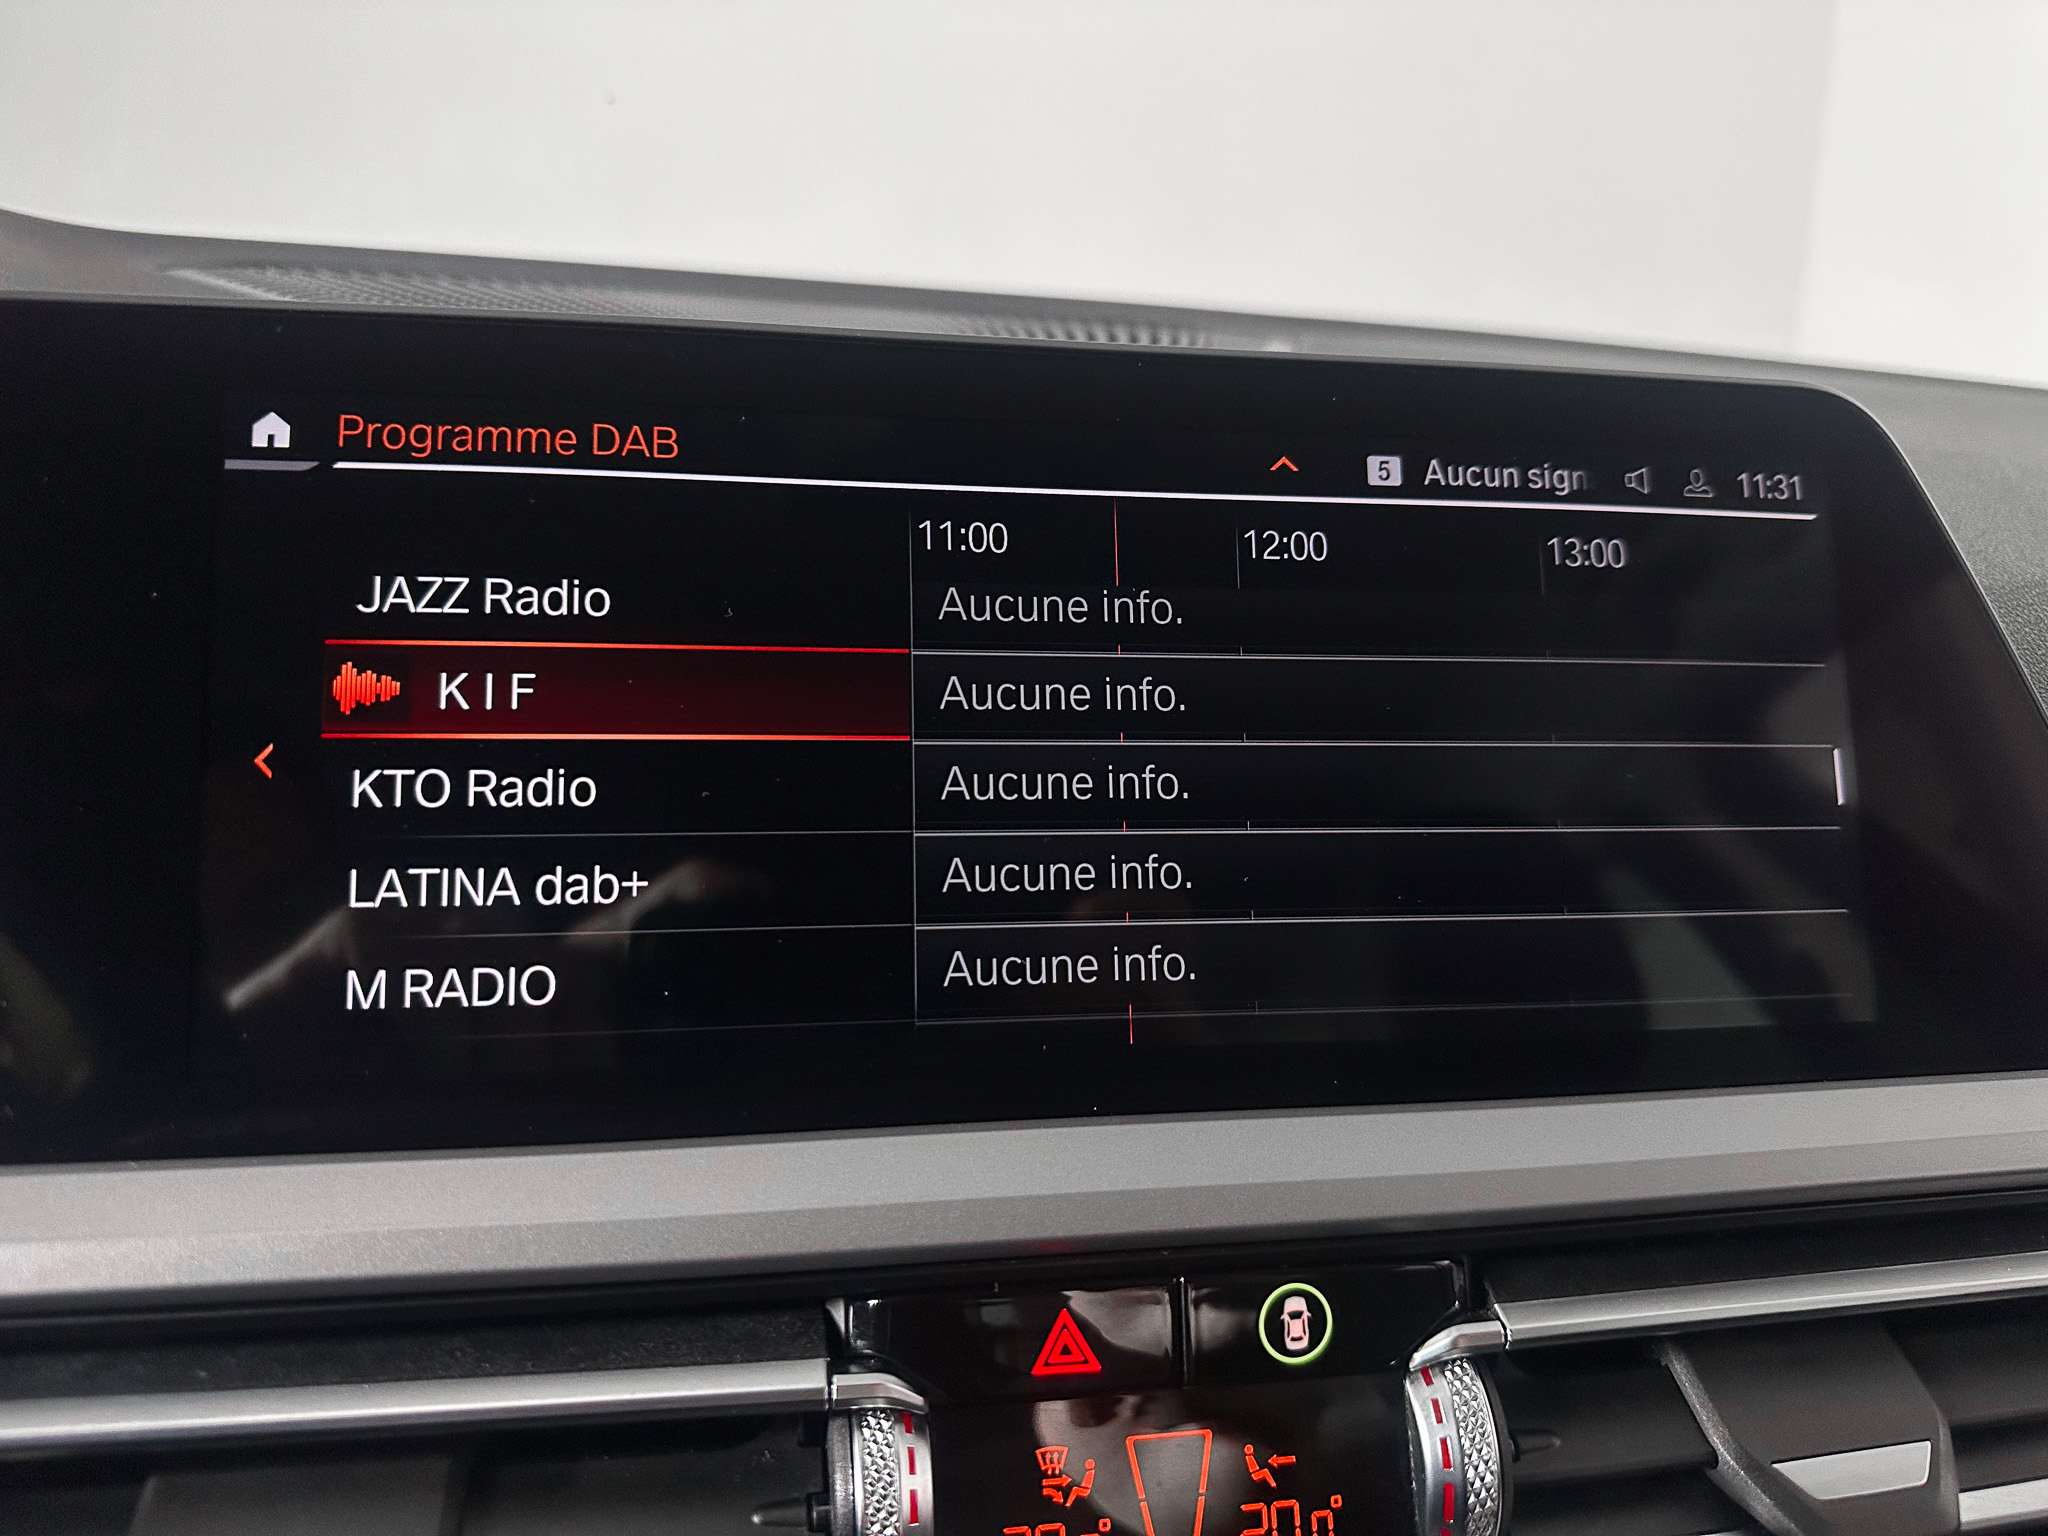 Programme DAB
5 Aucun sign 11:31
11:00 12:00 13:00
JAZZ Radio Aucune info.
K I F Aucune info.
KTO Radio Aucune info.
LATINA dab+ Aucune info.
M RADIO Aucune info.